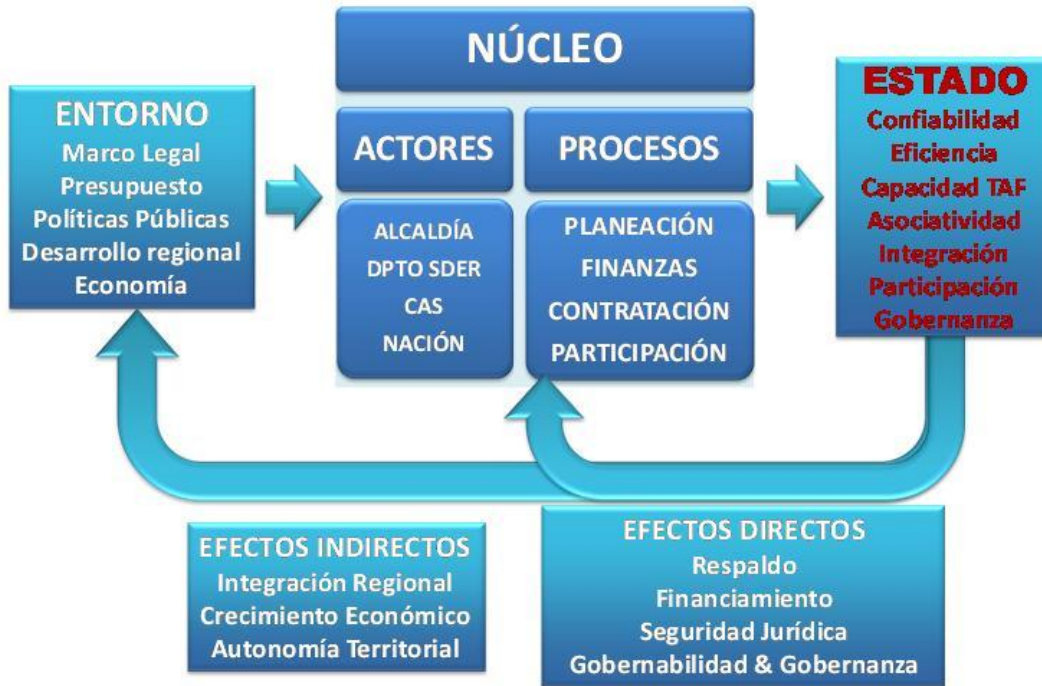 NÚCLEO
ENTORNO
Marco Legal
Presupuesto
Políticas Públicas
Desarrollo regional
Economía
ACTORES
ALCALDÍA
DPTO SDER
CAS
NACIÓN
PROCESOS
PLANEACIÓN
FINANZAS
CONTRATACIÓN
PARTICIPACIÓN
ESTADO
Confiabilidad
Eficiencia
Capacidad TAF
Asociatividad
Integración
Participación
Gobernanza
EFECTOS INDIRECTOS
Integración Regional
Crecimiento Económico
Autonomía Territorial
EFECTOS DIRECTOS
Respaldo
Financiamiento
Seguridad Jurídica
Gobernabilidad & Gobernanza